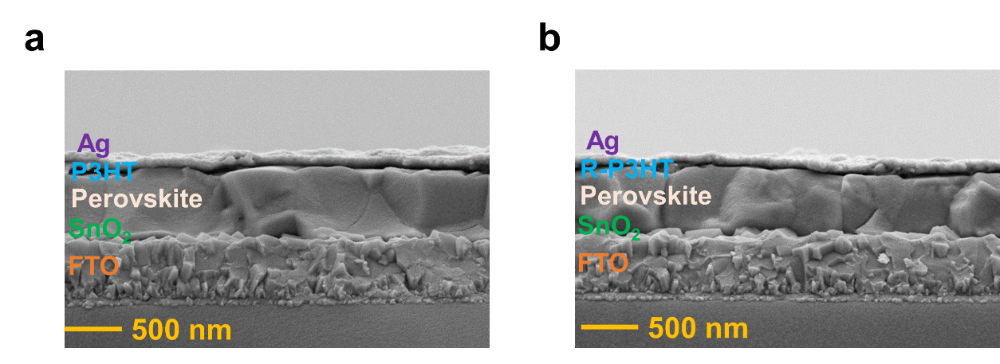 a
Ag
P3HT
Perovskite
SnO₂
FTO
500 nm
b
Ag
R-P3HT
Perovskite
SnO₂
FTO
500 nm